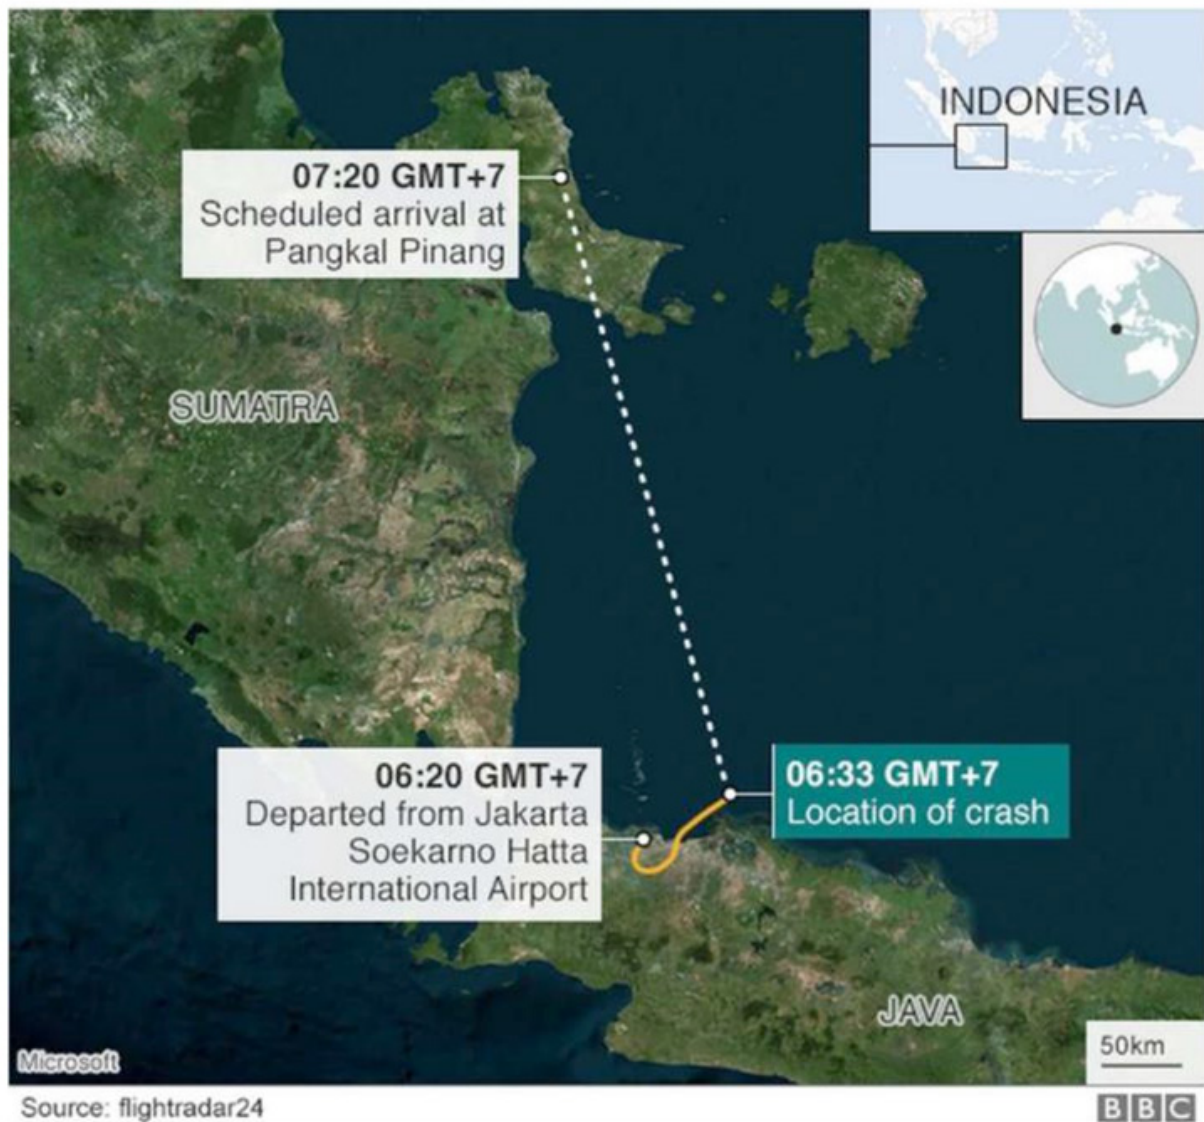 INDONESIA
07:20 GMT+7
Scheduled arrival at
Pangkal Pinang
SUMATRA
06:20 GMT+7
Departed from Jakarta
Soekarno Hatta
International Airport
06:33 GMT+7
Location of crash
JAVA
50km
Microsoft
Source: flightradar24
BBC